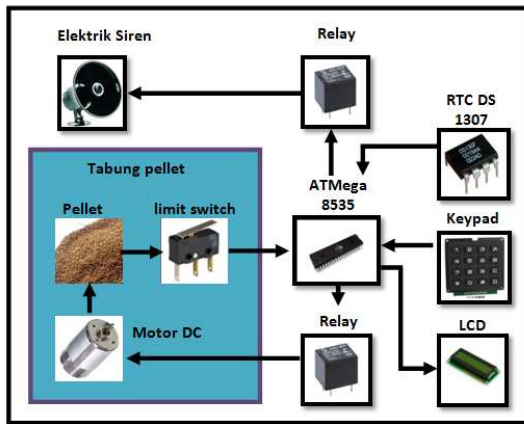 Elektrik Siren
Relay
RTC DS
1307
Tabung pellet
ATMega
8535
Pellet
limit switch
Keypad
Motor DC
Relay
LCD